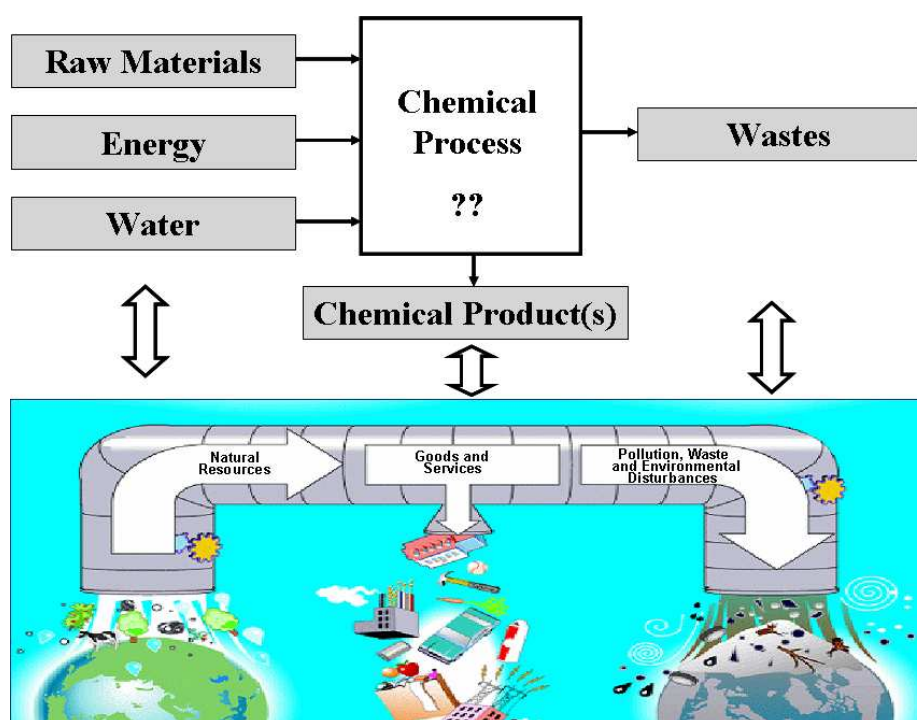 Raw Materials
Energy
Water
Chemical
Process
??
Wastes
Chemical Product(s)
Natural
Resources
Goods and
Services
Pollution, Waste
and Environmental
Disturbances